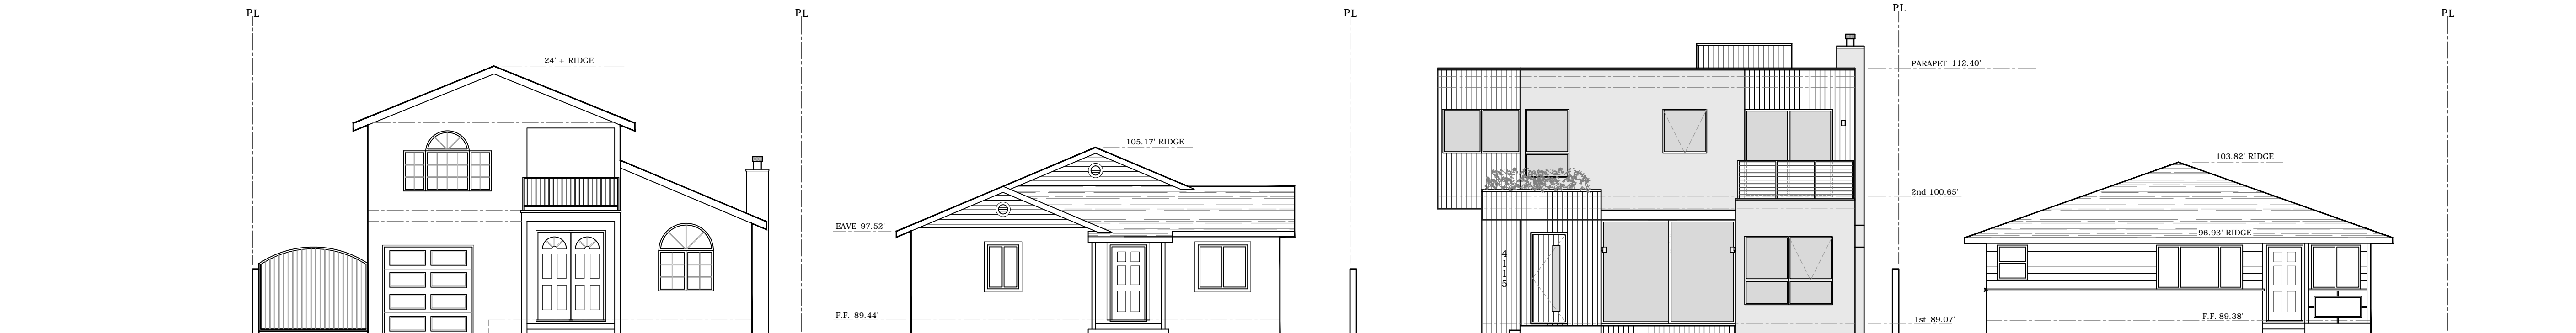 PL
PL
PL
PL
PL
24' + RIDGE
PARAPET 112.40'
105.17' RIDGE
103.82' RIDGE
2nd 100.65'
EAVE 97.52'
96.93' RIDGE
4
1
1
5
F.F. 89.44'
1st 89.07'
F.F. 89.38'